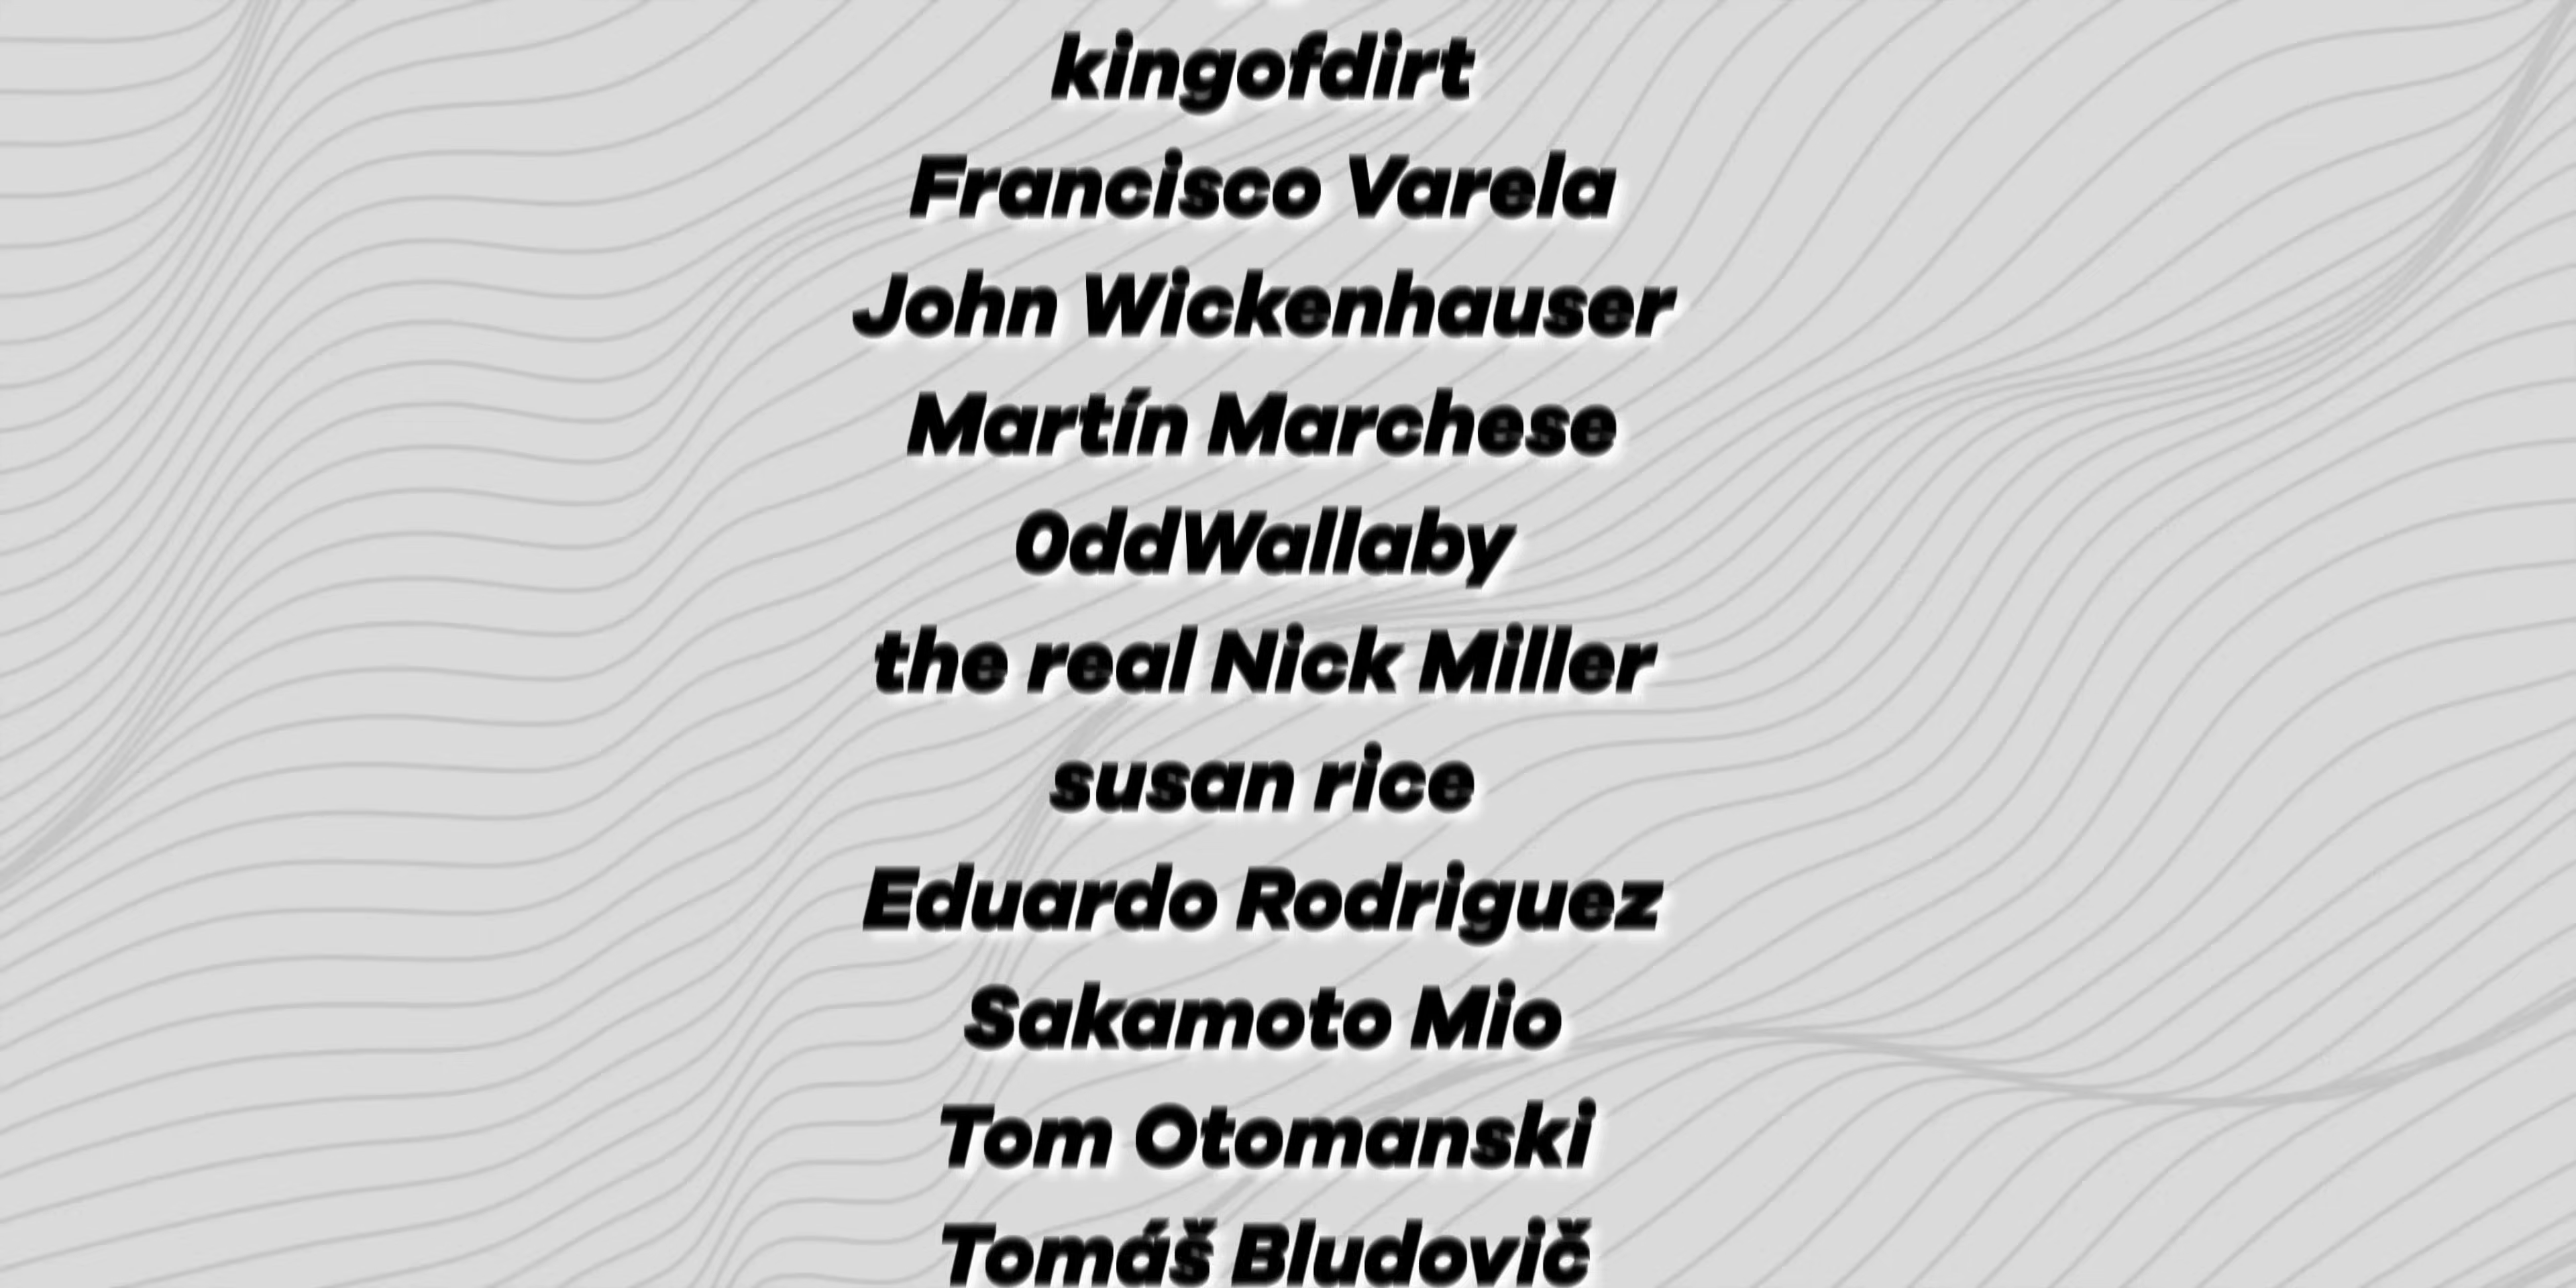 kingofdirt
Francisco Varela
John Wickenhauser
Martín Marchese
0ddWallaby
the real Nick Miller
susan rice
Eduardo Rodriguez
Sakamoto Mio
Tom Otomanski
Tomáš Bludovič